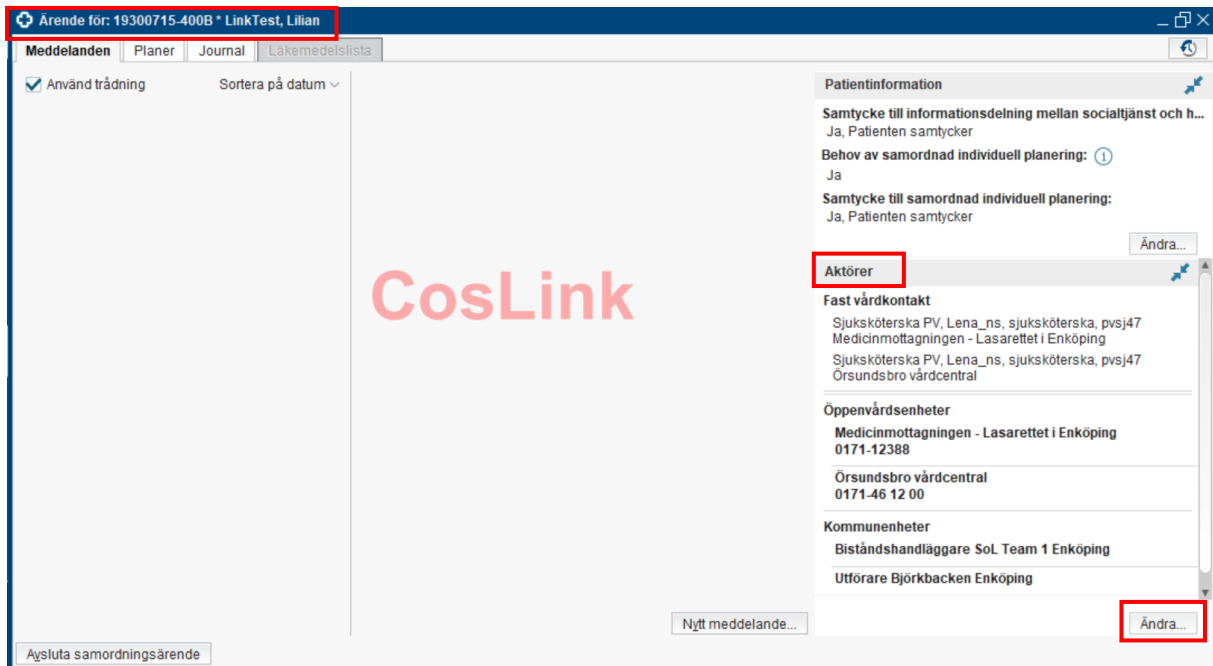 Ärende för: 19300715-400B * LinkTest, Lilian
Meddelanden Planer Journal Läkemedelslista
Använd trådning Sortera på datum
CosLink
Nytt meddelande...
Avsluta samordningsärende
Patientinformation
Samtycke till informationsdelning mellan socialtjänst och h...
Ja, Patienten samtycker
Behov av samordnad individuell planering:
Ja
Samtycke till samordnad individuell planering:
Ja, Patienten samtycker
Ändra...
Aktörer
Fast vårdkontakt
Sjuksköterska PV, Lena_ns, sjuksköterska, pvsj47
Medicinmottagningen - Lasarettet i Enköping
Sjuksköterska PV, Lena_ns, sjuksköterska, pvsj47
Örsundsbro vårdcentral
Öppenvårdsenheter
Medicinmottagningen - Lasarettet i Enköping
0171-12388
Örsundsbro vårdcentral
0171-46 12 00
Kommunenheter
Biståndshandläggare SoL Team 1 Enköping
Utförare Björkbacken Enköping
Ändra...